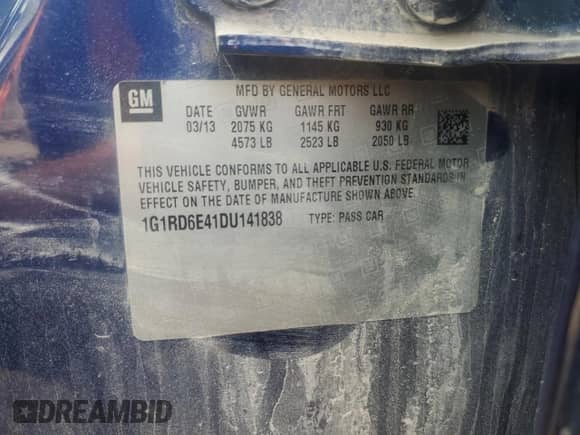 GM
MFD BY GENERAL MOTORS LLC
DATE GVWR GAWR FRT GAWR RR
03/13 2075 KG 1145 KG 930 KG
4573 LB 2523 LB 2050 LB
THIS VEHICLE CONFORMS TO ALL APPLICABLE U.S. FEDERAL MOTOR
VEHICLE SAFETY, BUMPER, AND THEFT PREVENTION STANDARDS IN
EFFECT ON THE DATE OF MANUFACTURE SHOWN ABOVE.
1G1RD6E41DU141838 TYPE: PASS CAR
DREAMBID